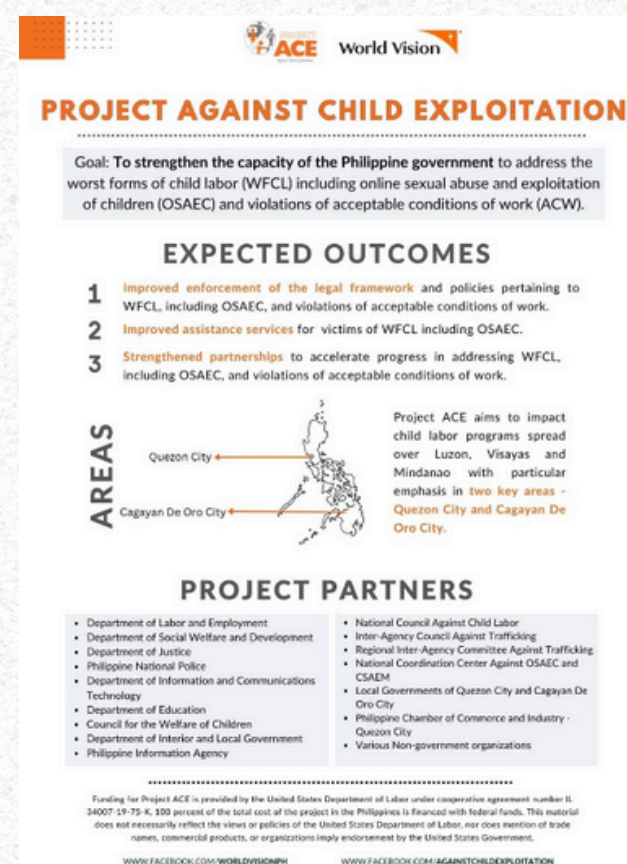 PROJECT
ACE
World Vision
PROJECT AGAINST CHILD EXPLOITATION
Goal: To strengthen the capacity of the Philippine government to address the
worst forms of child labor (WFCL) including online sexual abuse and exploitation
of children (OSAEC) and violations of acceptable conditions of work (ACW).
EXPECTED OUTCOMES
1 Improved enforcement of the legal framework and policies pertaining to
WFCL, including OSAEC, and violations of acceptable conditions of work.
2 Improved assistance services for victims of WFCL including OSAEC.
3 Strengthened partnerships to accelerate progress in addressing WFCL,
including OSAEC, and violations of acceptable conditions of work.
AREAS
Quezon City
Cagayan De Oro City
Project ACE aims to impact
child labor programs spread
over Luzon, Visayas and
Mindanao with particular
emphasis in two key areas -
Quezon City and Cagayan De
Oro City.
PROJECT PARTNERS
• Department of Labor and Employment
• Department of Social Welfare and Development
• Department of Justice
• Philippine National Police
• Department of Information and Communications
Technology
• Department of Education
• Council for the Welfare of Children
• Department of Interior and Local Government
• Philippine Information Agency
• National Council Against Child Labor
• Inter-Agency Council Against Trafficking
• Regional Inter-Agency Committee Against Trafficking
• National Coordination Center Against OSAEC and
CSAEM
• Local Governments of Quezon City and Cagayan De
Oro City
• Philippine Chamber of Commerce and Industry -
Quezon City
• Various Non-government organizations
Funding for Project ACE is provided by the United States Department of Labor under cooperative agreement number IL
34007-19-75-K. 100 percent of the total cost of the project in the Philippines is financed with federal funds. This material
does not necessarily reflect the views or policies of the United States Department of Labor, nor does mention of trade
names, commercial products, or organizations imply endorsement by the United States Government.
WWW.FACEBOOK.COM/WORLDVISIONPH
WWW.FACEBOOK.COM/AGAINSTCHILDEXPLOITATION